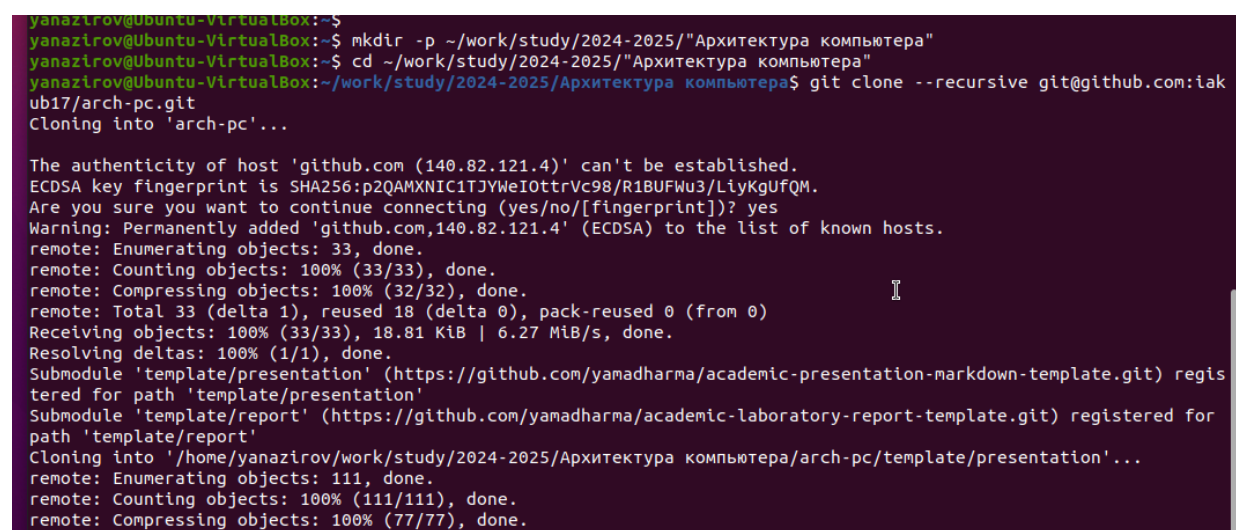 yanazirov@Ubuntu-VirtualBox:~$
yanazirov@Ubuntu-VirtualBox:~$ mkdir -p ~/work/study/2024-2025/"Архитектура компьютера"
yanazirov@Ubuntu-VirtualBox:~$ cd ~/work/study/2024-2025/"Архитектура компьютера"
yanazirov@Ubuntu-VirtualBox:~/work/study/2024-2025/Архитектура компьютера$ git clone --recursive git@github.com:iak
ub17/arch-pc.git
Cloning into 'arch-pc'...
The authenticity of host 'github.com (140.82.121.4)' can't be established.
ECDSA key fingerprint is SHA256:p2QAMXNIC1TJYWeIOttrVc98/R1BUFWu3/LiyKgUfQM.
Are you sure you want to continue connecting (yes/no/[fingerprint])? yes
Warning: Permanently added 'github.com,140.82.121.4' (ECDSA) to the list of known hosts.
remote: Enumerating objects: 33, done.
remote: Counting objects: 100% (33/33), done.
remote: Compressing objects: 100% (32/32), done.
remote: Total 33 (delta 1), reused 18 (delta 0), pack-reused 0 (from 0)
Receiving objects: 100% (33/33), 18.81 KiB | 6.27 MiB/s, done.
Resolving deltas: 100% (1/1), done.
Submodule 'template/presentation' (https://github.com/yamadharma/academic-presentation-markdown-template.git) regis
tered for path 'template/presentation'
Submodule 'template/report' (https://github.com/yamadharma/academic-laboratory-report-template.git) registered for
path 'template/report'
Cloning into '/home/yanazirov/work/study/2024-2025/Архитектура компьютера/arch-pc/template/presentation'...
remote: Enumerating objects: 111, done.
remote: Counting objects: 100% (111/111), done.
remote: Compressing objects: 100% (77/77), done.